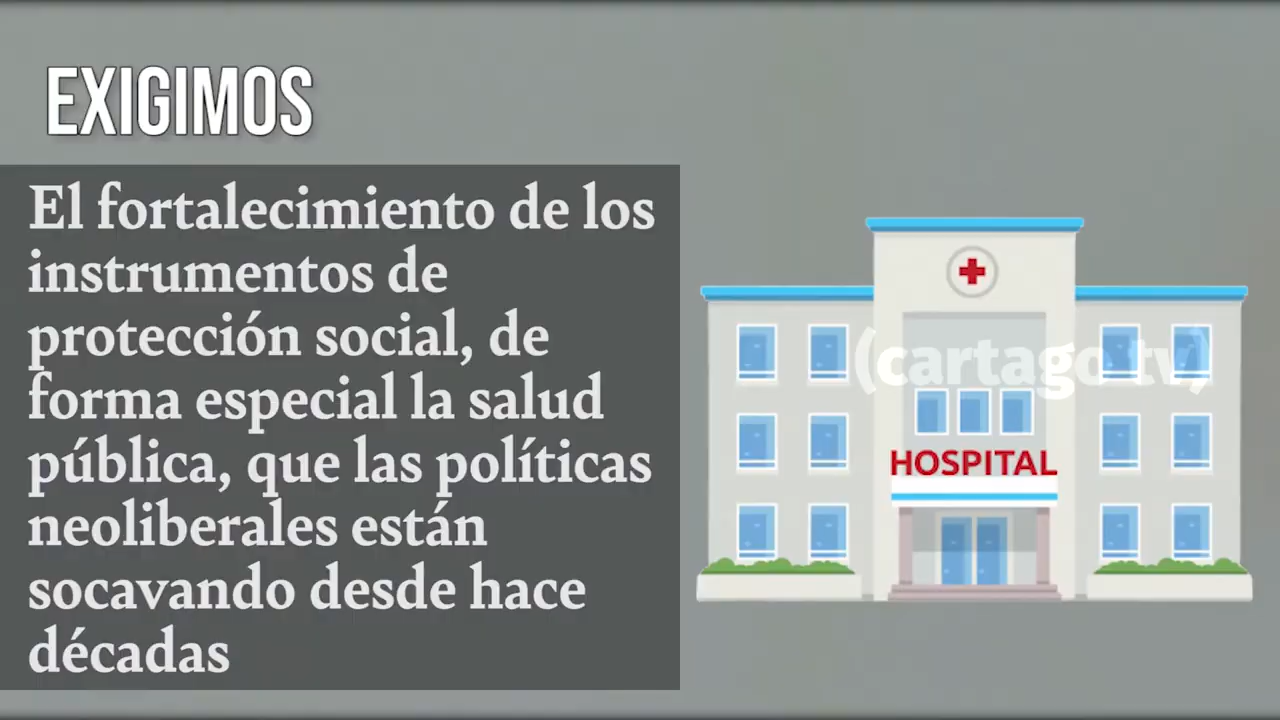 EXIGIMOS
El fortalecimiento de los
instrumentos de
protección social, de
forma especial la salud
pública, que las políticas
neoliberales están
socavando desde hace
décadas
(cartago tv)
HOSPITAL